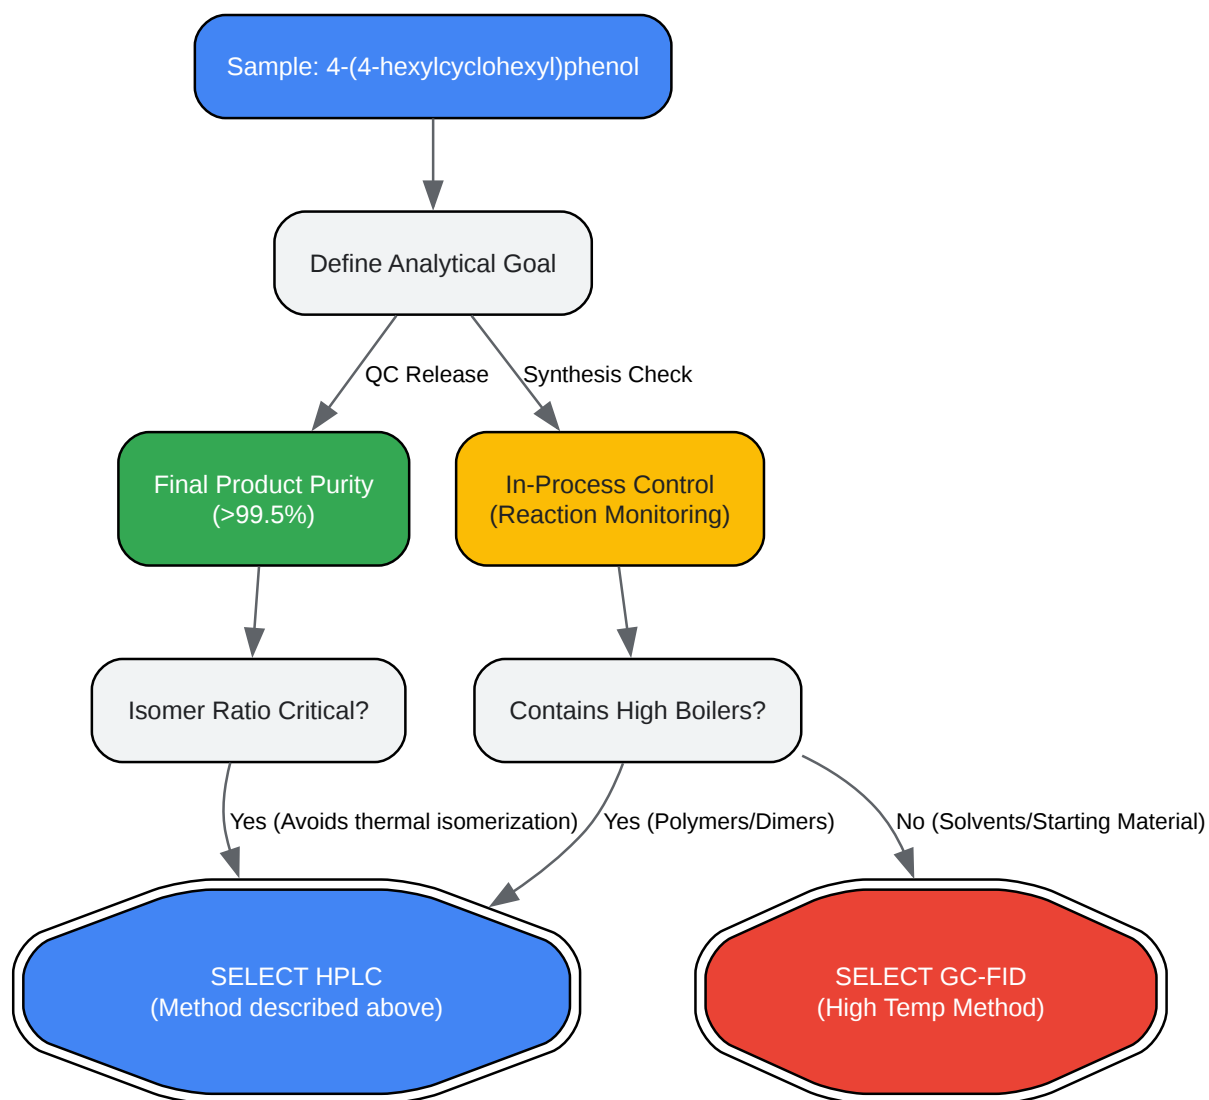 Sample: 4-(4-hexylcyclohexyl)phenol
Define Analytical Goal
QC Release
Synthesis Check
Final Product Purity
(>99.5%)
In-Process Control
(Reaction Monitoring)
Isomer Ratio Critical?
Contains High Boilers?
Yes (Avoids thermal isomerization)
Yes (Polymers/Dimers)
No (Solvents/Starting Material)
SELECT HPLC
(Method described above)
SELECT GC-FID
(High Temp Method)